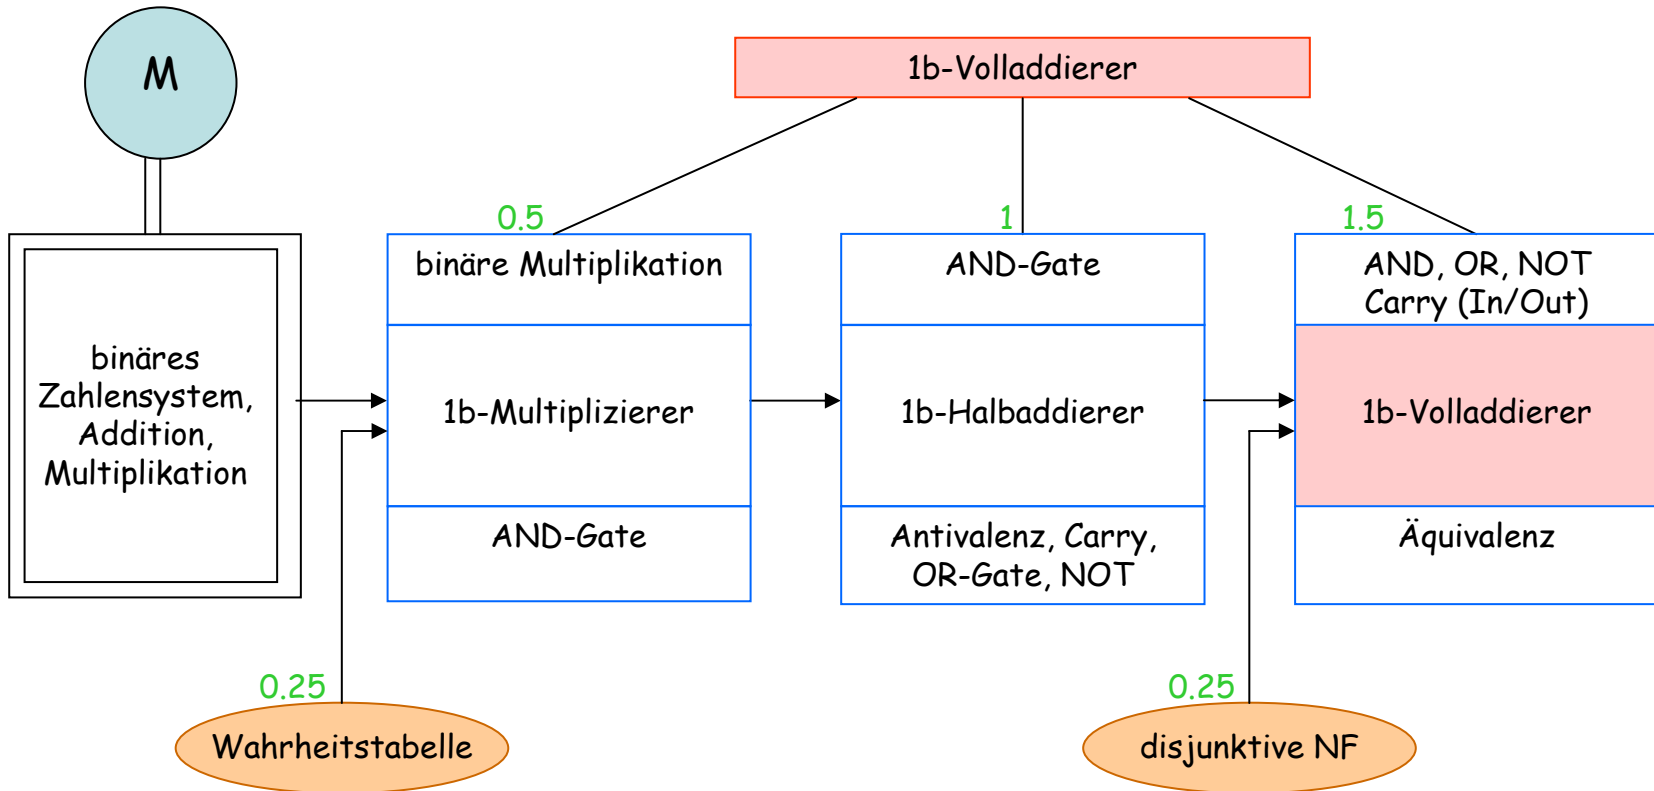 M
1b-Volladdierer
0.5
1
1.5
binäres
Zahlensystem,
Addition,
Multiplikation
binäre Multiplikation
1b-Multiplizierer
AND-Gate
AND-Gate
1b-Halbaddierer
Antivalenz, Carry,
OR-Gate, NOT
AND, OR, NOT
Carry (In/Out)
1b-Volladdierer
Äquivalenz
0.25
Wahrheitstabelle
0.25
disjunktive NF